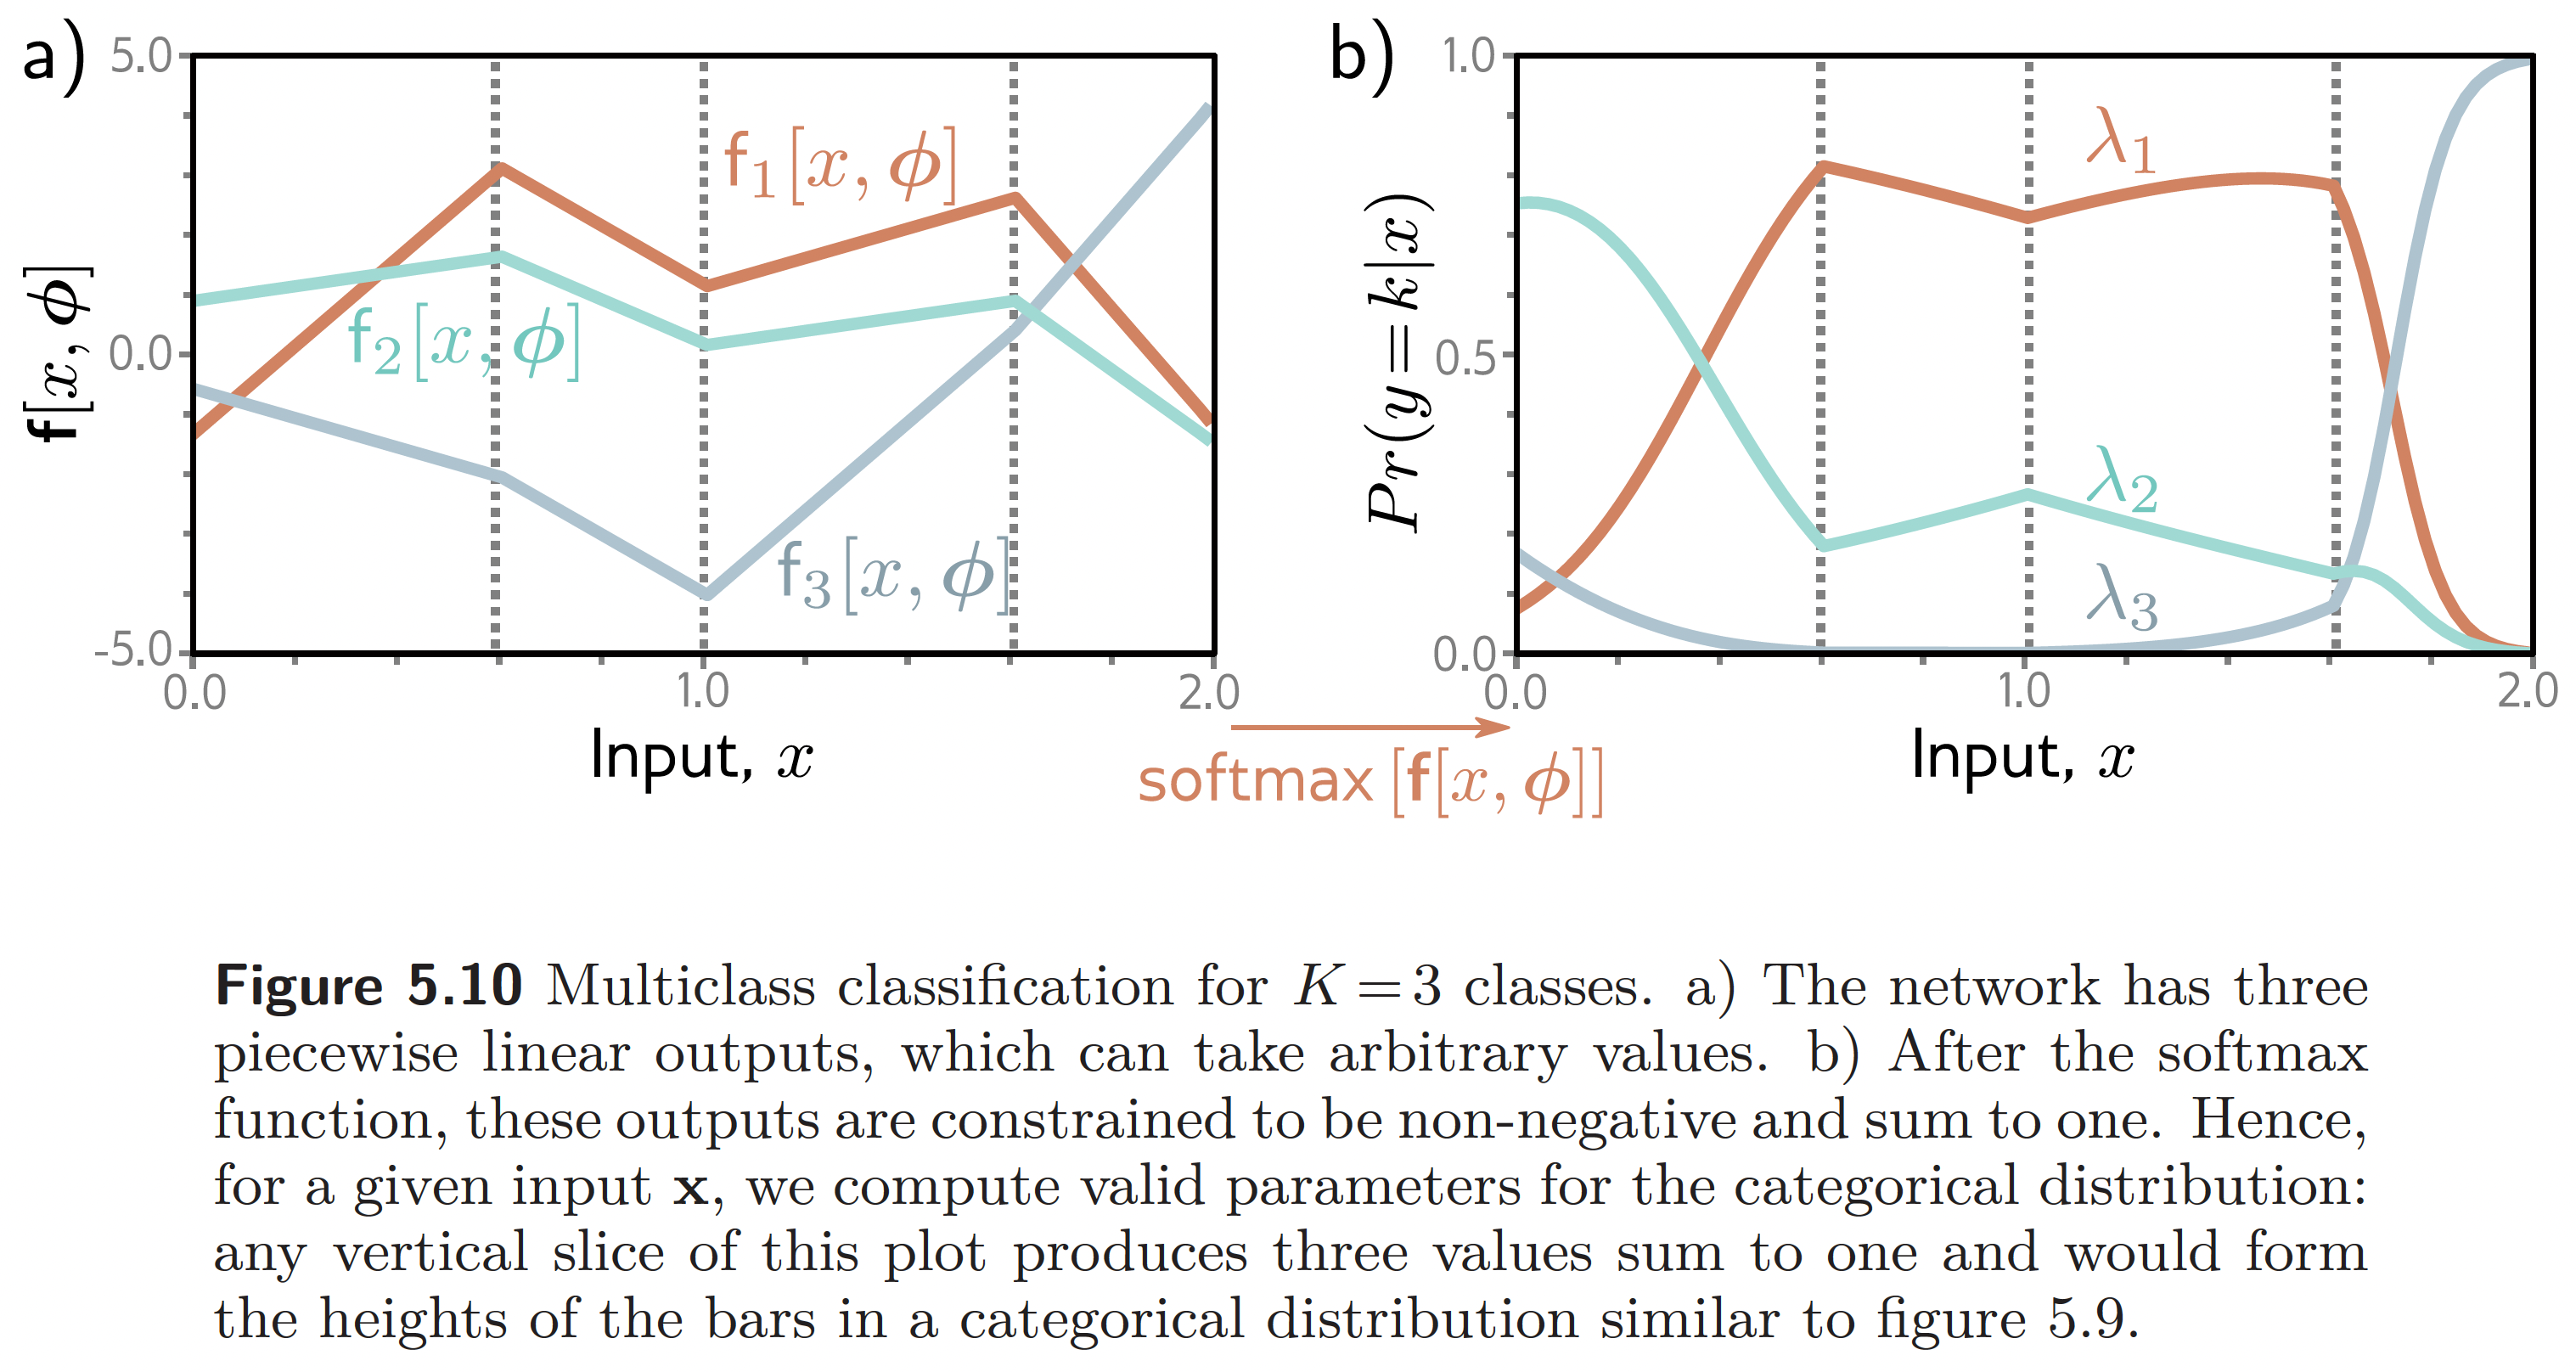 a)
5.0
0.0
-5.0
f[x, ϕ]
f₁[x, ϕ]
f₂[x, ϕ]
f₃[x, ϕ]
0.0 1.0 2.0
Input, x
softmax [f[x, ϕ]]
b)
1.0
0.5
0.0
Pr(y=k|x)
λ₁
λ₂
λ₃
0.0 1.0 2.0
Input, x
Figure 5.10 Multiclass classification for K=3 classes. a) The network has three
piecewise linear outputs, which can take arbitrary values. b) After the softmax
function, these outputs are constrained to be non-negative and sum to one. Hence,
for a given input x, we compute valid parameters for the categorical distribution:
any vertical slice of this plot produces three values sum to one and would form
the heights of the bars in a categorical distribution similar to figure 5.9.